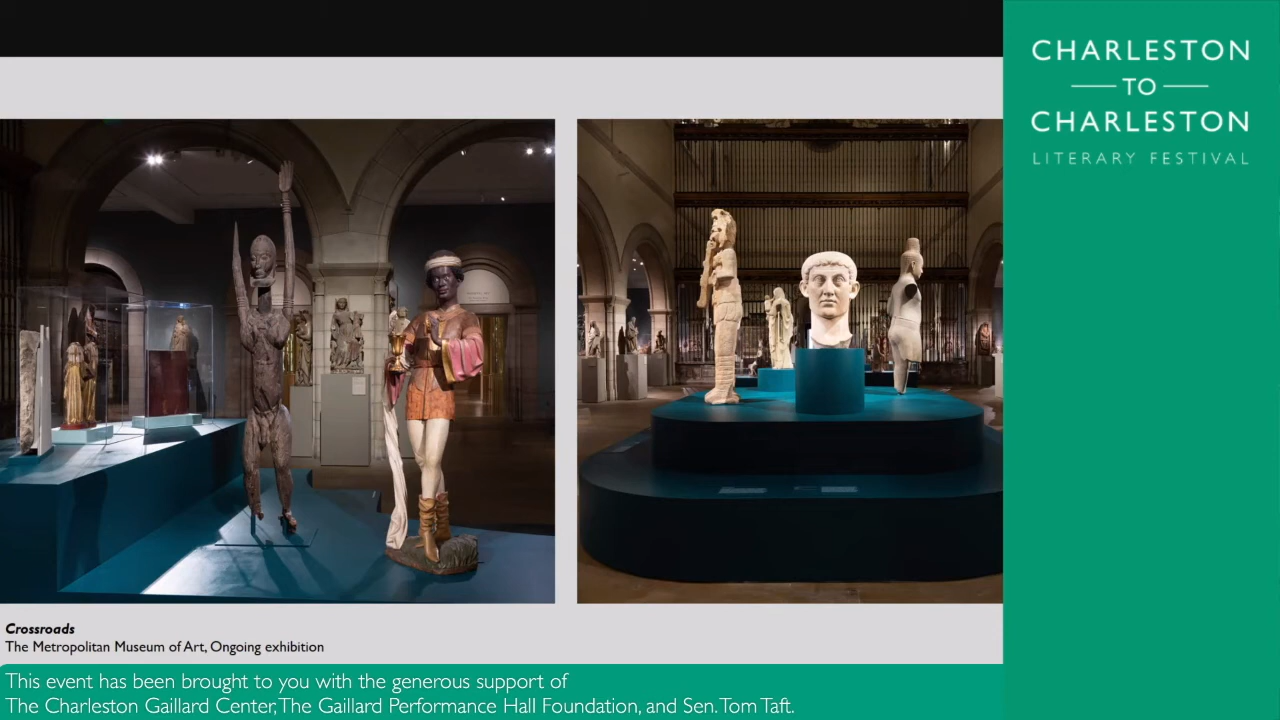 CHARLESTON
TO
CHARLESTON
LITERARY FESTIVAL
Crossroads
The Metropolitan Museum of Art, Ongoing exhibition
This event has been brought to you with the generous support of
The Charleston Gaillard Center, The Gaillard Performance Hall Foundation, and Sen. Tom Taft.